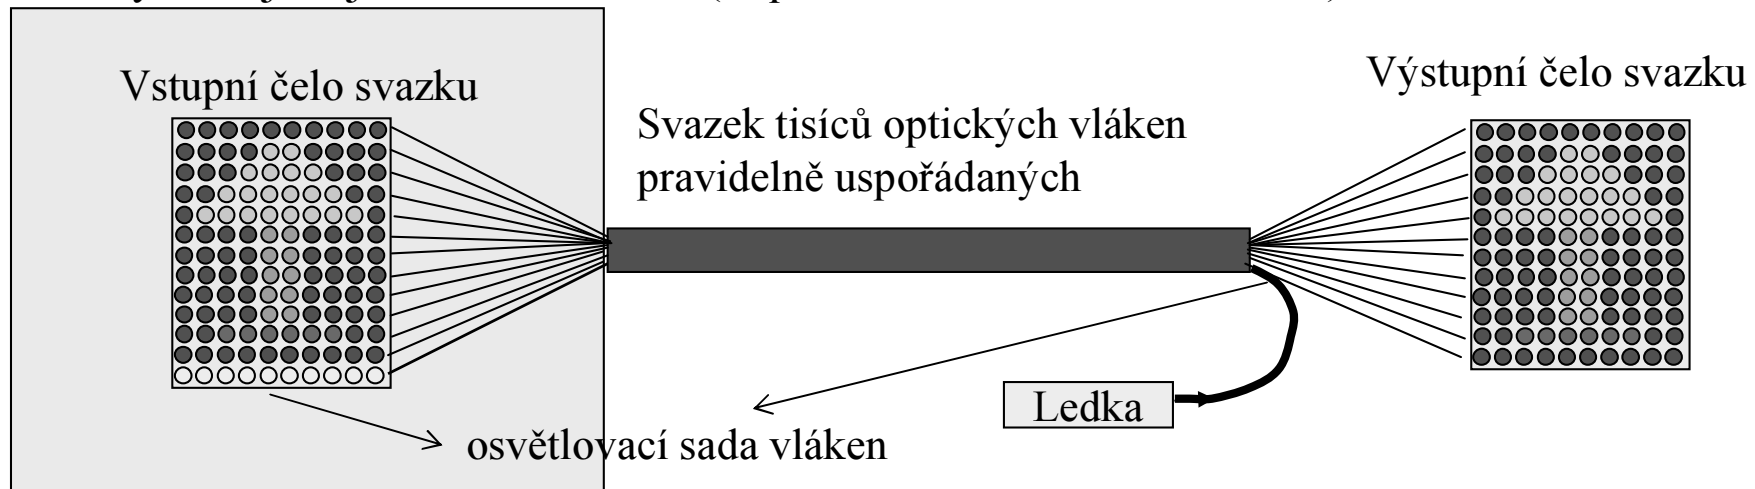 Vstupní čelo svazku
Výstupní čelo svazku
Svazek tisíců optických vláken
pravidelně uspořádaných
Ledka
osvětlovací sada vláken